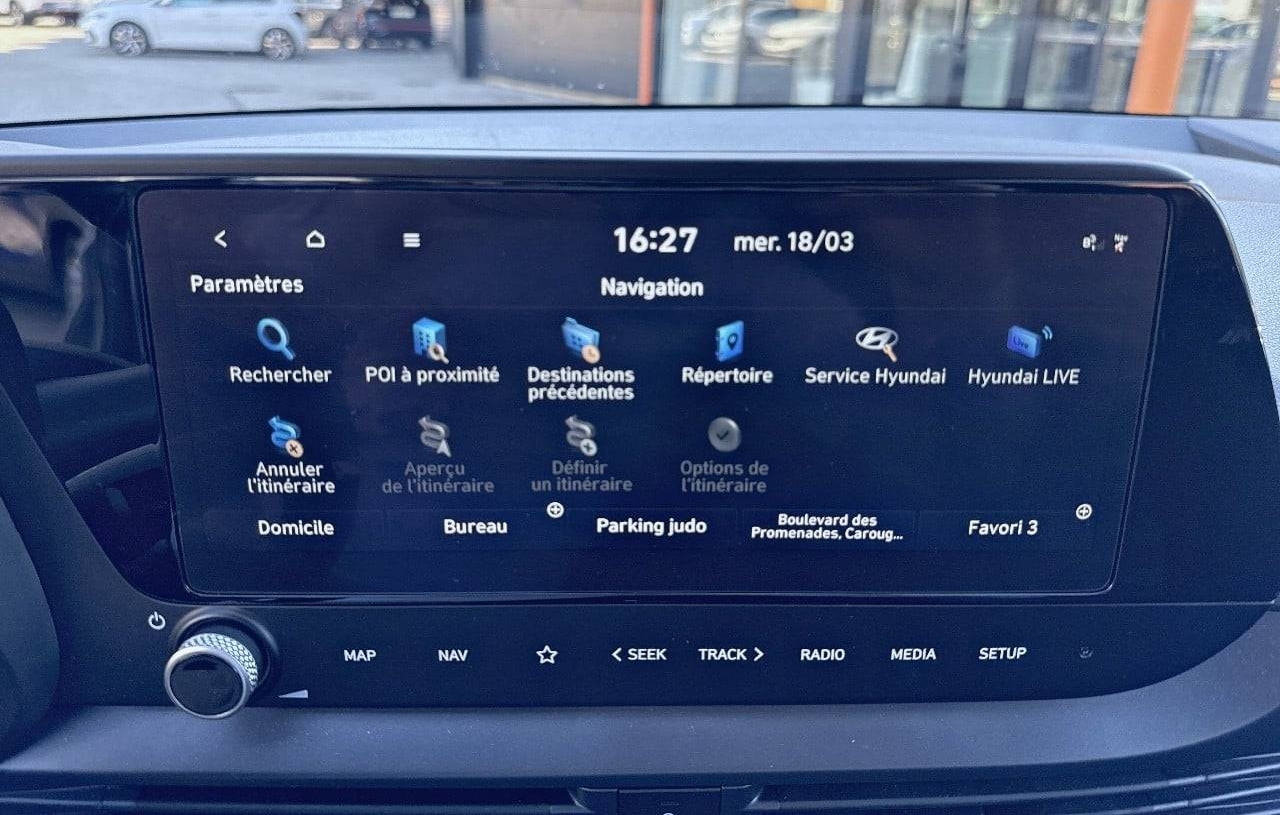 16:27 mer. 18/03
Paramètres Navigation
Live
Rechercher POI à proximité Destinations
précédentes Répertoire Service Hyundai Hyundai LIVE
Annuler
l'itinéraire
Aperçu
de l'itinéraire
Définir
un itinéraire
Options de
l'itinéraire
Domicile Bureau Parking judo
Boulevard des
Promenades, Caroug...
Favori 3
MAP NAV SEEK TRACK RADIO MEDIA SETUP